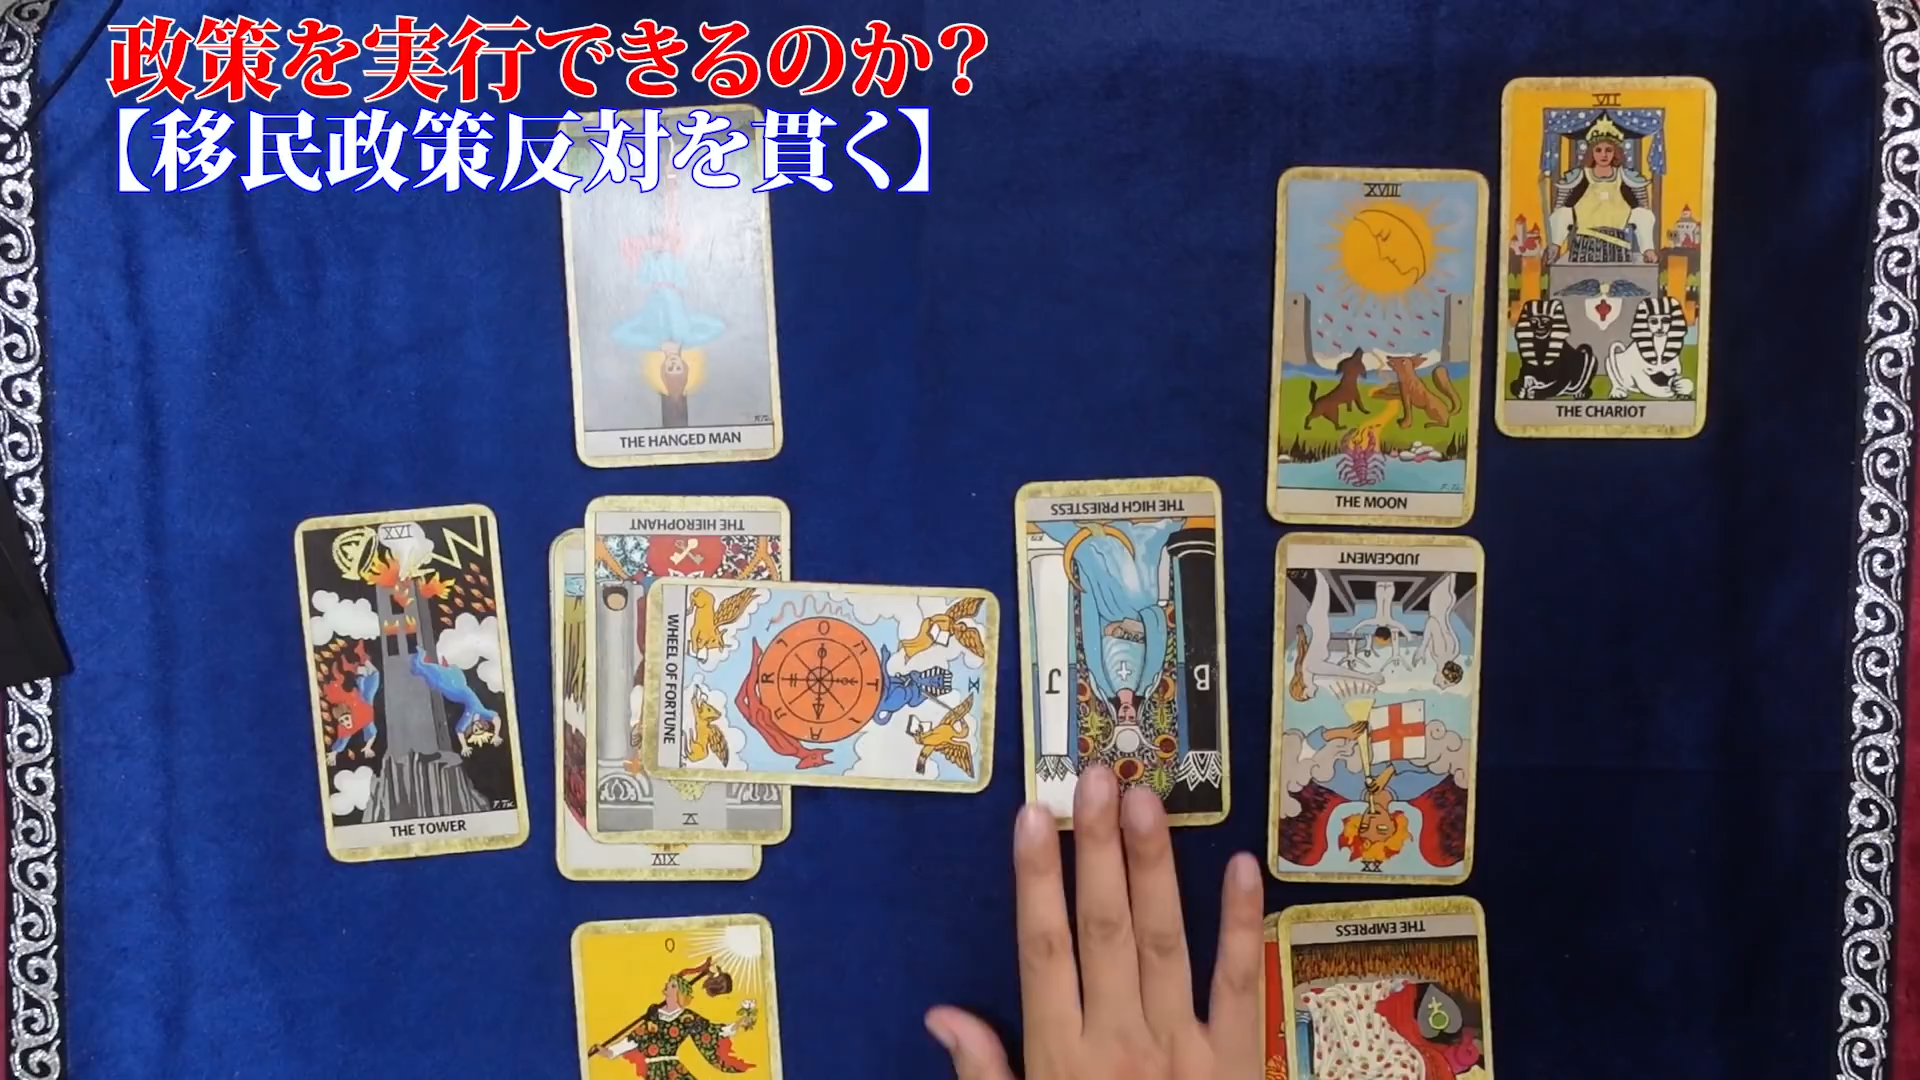 政策を実行できるのか?
【移民政策反対を貫く】
VII
THE CHARIOT
XVIII
THE MOON
THE HANGED MAN
XVI
THE TOWER
THE HIEROPHANT
V
XIV
WHEEL OF FORTUNE
X
THE HIGH PRIESTESS
J
B
JUDGEMENT
XX
0
THE EMPRESS